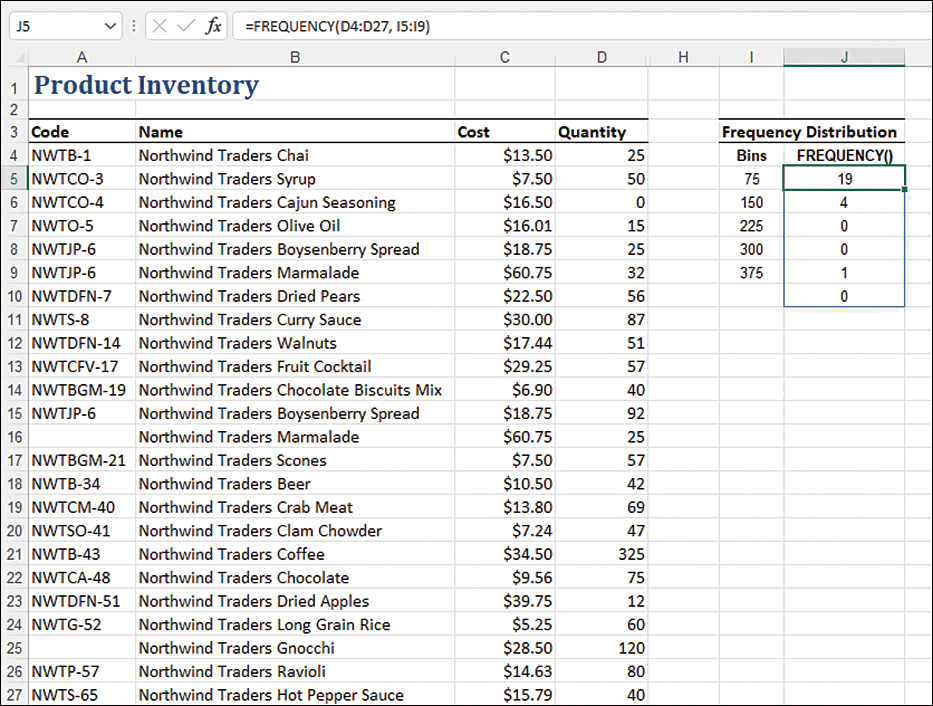 J5 fx =FREQUENCY(D4:D27, I5:I9)
A B C D H I J
1 Product Inventory
2
3 Code Name Cost Quantity Frequency Distribution
4 NWTB-1 Northwind Traders Chai $13.50 25 Bins FREQUENCY()
5 NWTCO-3 Northwind Traders Syrup $7.50 50 75 19
6 NWTCO-4 Northwind Traders Cajun Seasoning $16.50 0 150 4
7 NWTO-5 Northwind Traders Olive Oil $16.01 15 225 0
8 NWTJP-6 Northwind Traders Boysenberry Spread $18.75 25 300 0
9 NWTJP-6 Northwind Traders Marmalade $60.75 32 375 1
10 NWTDFN-7 Northwind Traders Dried Pears $22.50 56 0
11 NWTS-8 Northwind Traders Curry Sauce $30.00 87
12 NWTDFN-14 Northwind Traders Walnuts $17.44 51
13 NWTCFV-17 Northwind Traders Fruit Cocktail $29.25 57
14 NWTBGM-19 Northwind Traders Chocolate Biscuits Mix $6.90 40
15 NWTJP-6 Northwind Traders Boysenberry Spread $18.75 92
16 Northwind Traders Marmalade $60.75 25
17 NWTBGM-21 Northwind Traders Scones $7.50 57
18 NWTB-34 Northwind Traders Beer $10.50 42
19 NWTCM-40 Northwind Traders Crab Meat $13.80 69
20 NWTSO-41 Northwind Traders Clam Chowder $7.24 47
21 NWTB-43 Northwind Traders Coffee $34.50 325
22 NWTCA-48 Northwind Traders Chocolate $9.56 75
23 NWTDFN-51 Northwind Traders Dried Apples $39.75 12
24 NWTG-52 Northwind Traders Long Grain Rice $5.25 60
25 Northwind Traders Gnocchi $28.50 120
26 NWTP-57 Northwind Traders Ravioli $14.63 80
27 NWTS-65 Northwind Traders Hot Pepper Sauce $15.79 40